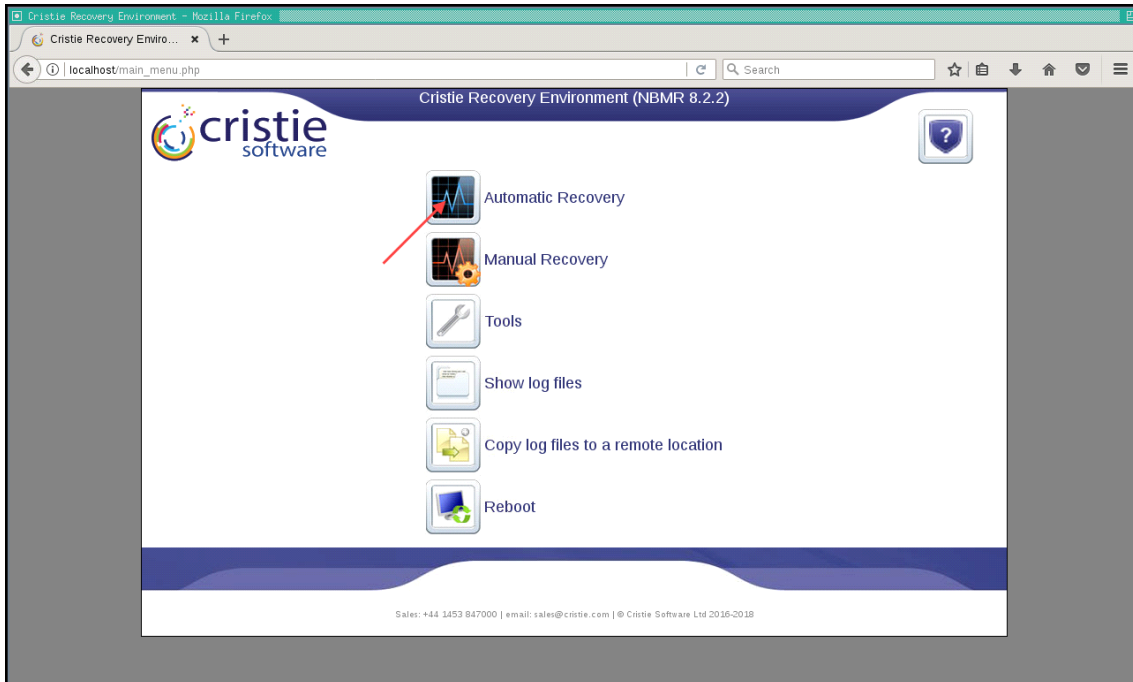 Cristie Recovery Environment - Mozilla Firefox
Cristie Recovery Enviro...
localhost/main_menu.php
Search
Cristie Recovery Environment (NBMR 8.2.2)
cristie
software
?
Automatic Recovery
Manual Recovery
Tools
Show log files
Copy log files to a remote location
Reboot
Sales: +44 1453 847000 | email: sales@cristie.com | © Cristie Software Ltd 2016-2018